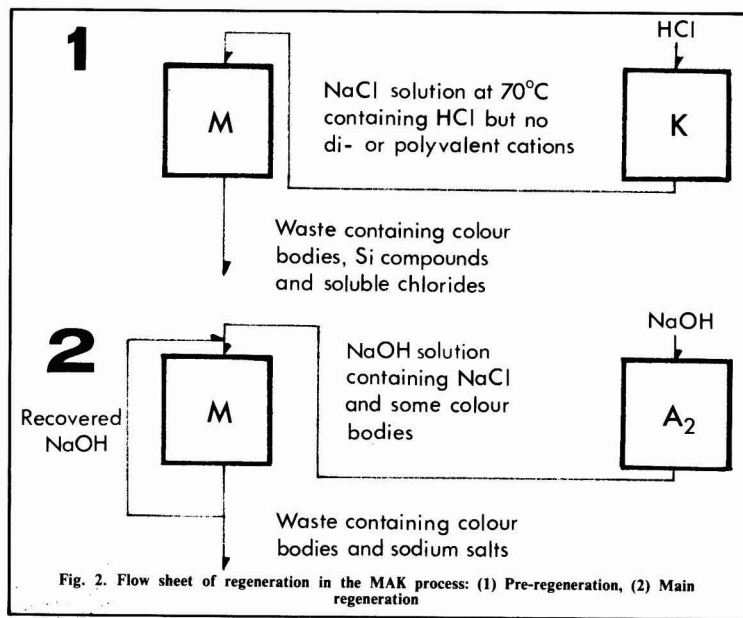 1
HCl
M
NaCl solution at 70°C
containing HCl but no
di- or polyvalent cations
K
Waste containing colour
bodies, Si compounds
and soluble chlorides
2
NaOH
Recovered
NaOH
M
NaOH solution
containing NaCl
and some colour
bodies
A₂
Waste containing colour
bodies and sodium salts
Fig. 2. Flow sheet of regeneration in the MAK process: (1) Pre-regeneration, (2) Main
regeneration